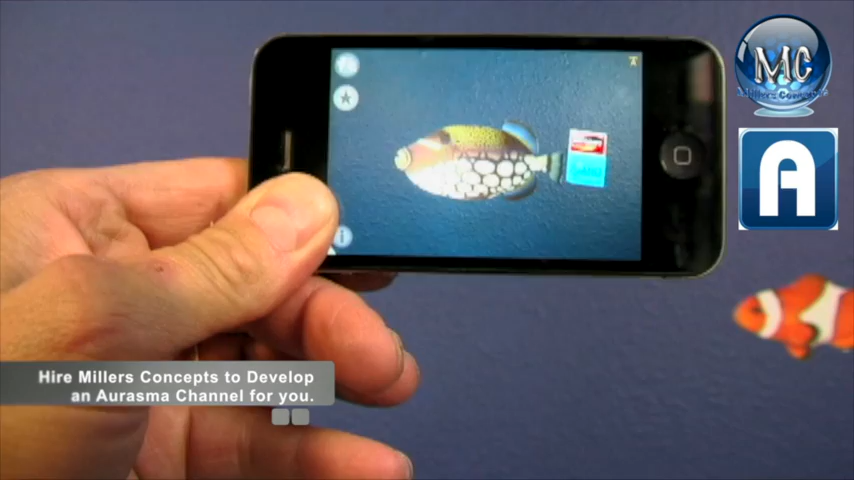 MC
Millers Concepts
A
Hire Millers Concepts to Develop
an Aurasma Channel for you.